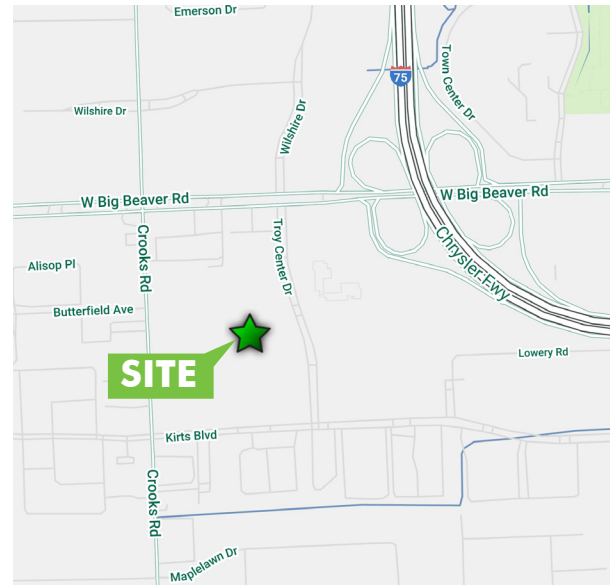 Emerson Dr
75
Town Center Dr
Wilshire Dr
Wilshire Dr
W Big Beaver Rd
W Big Beaver Rd
Crooks Rd
Troy Center Dr
Chrysler Fwy
Alisop Pl
Butterfield Ave
SITE
Lowery Rd
Kirts Blvd
Crooks Rd
Maplelawn Dr